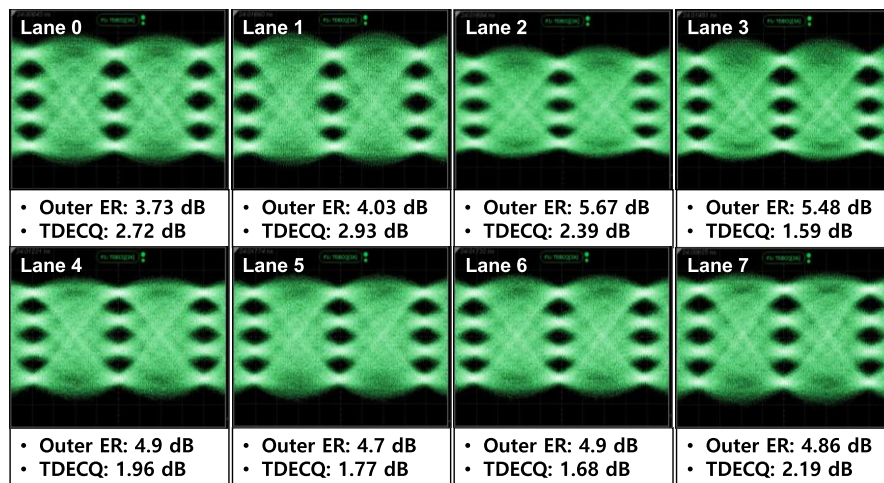 Lane 0
Lane 1
Lane 2
Lane 3
• Outer ER: 3.73 dB
• TDECQ: 2.72 dB
• Outer ER: 4.03 dB
• TDECQ: 2.93 dB
• Outer ER: 5.67 dB
• TDECQ: 2.39 dB
• Outer ER: 5.48 dB
• TDECQ: 1.59 dB
Lane 4
Lane 5
Lane 6
Lane 7
• Outer ER: 4.9 dB
• TDECQ: 1.96 dB
• Outer ER: 4.7 dB
• TDECQ: 1.77 dB
• Outer ER: 4.9 dB
• TDECQ: 1.68 dB
• Outer ER: 4.86 dB
• TDECQ: 2.19 dB